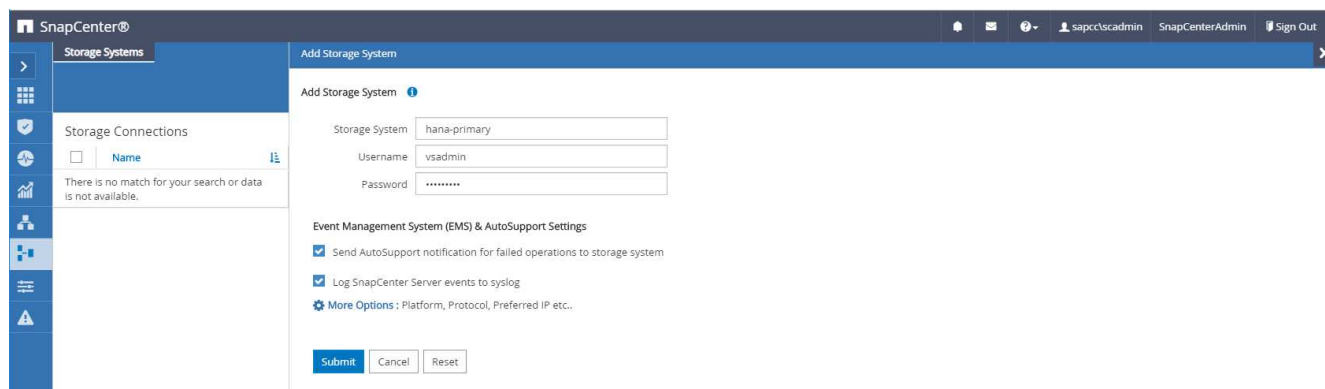 SnapCenter®
sapcc\scadmin SnapCenterAdmin Sign Out
Storage Systems
Add Storage System
Add Storage System
Storage Connections
Storage System hana-primary
Name
Username vsadmin
There is no match for your search or data
is not available.
Password •••••••••
Event Management System (EMS) & AutoSupport Settings
Send AutoSupport notification for failed operations to storage system
Log SnapCenter Server events to syslog
More Options : Platform, Protocol, Preferred IP etc..
Submit Cancel Reset